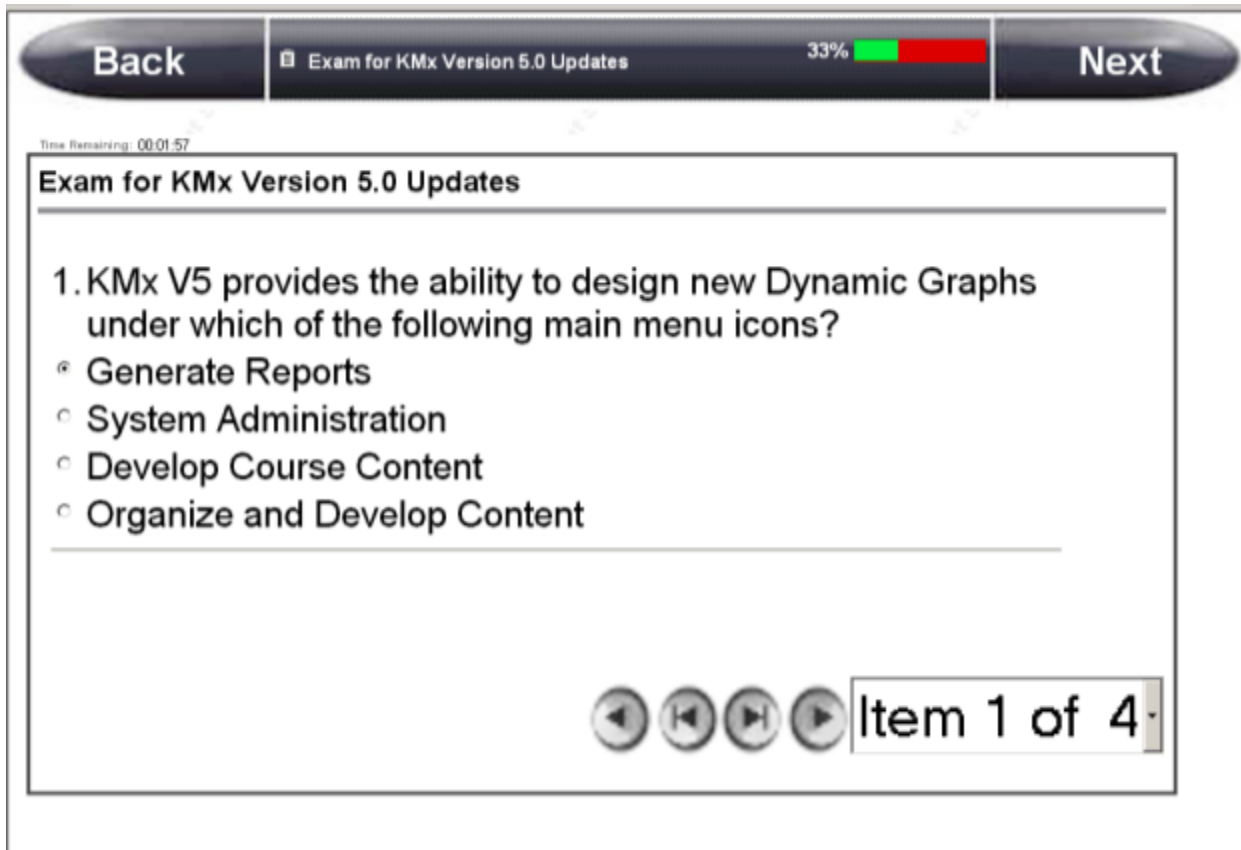 Back
Exam for KMx Version 5.0 Updates
33%
Next
Time Remaining: 00:01:57
Exam for KMx Version 5.0 Updates
1. KMx V5 provides the ability to design new Dynamic Graphs
under which of the following main menu icons?
Generate Reports
System Administration
Develop Course Content
Organize and Develop Content
Item 1 of 4